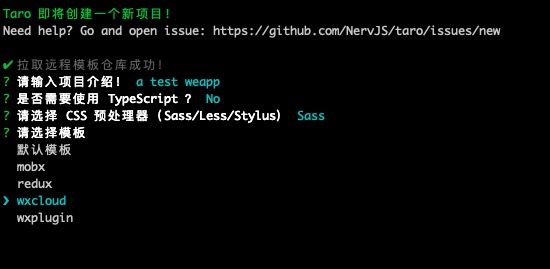 Taro 即将创建一个新项目!
Need help? Go and open issue: https://github.com/NervJS/taro/issues/new
✔ 拉取远程模板仓库成功!
? 请输入项目介绍! a test weapp
? 是否需要使用 TypeScript ? No
? 请选择 CSS 预处理器 (Sass/Less/Stylus) Sass
? 请选择模板
默认模板
mobx
redux
❯ wxcloud
wxplugin